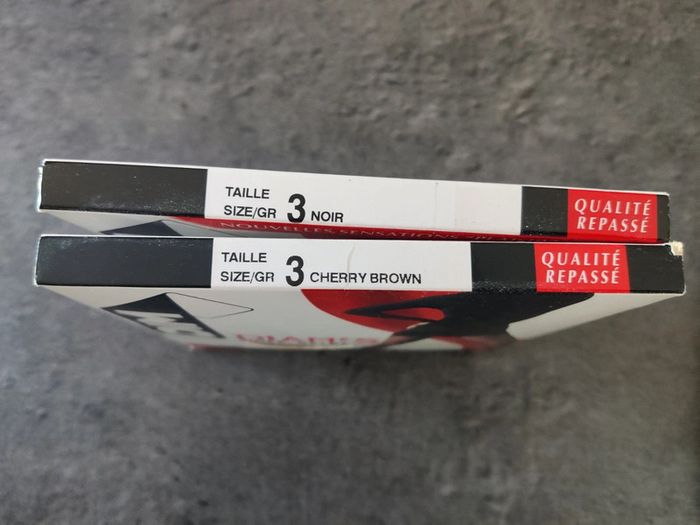 TAILLE
SIZE/GR 3 NOIR
QUALITÉ
REPASSÉ
NOUVELLES SENSATIONS
TAILLE
SIZE/GR 3 CHERRY BROWN
QUALITÉ
REPASSÉ